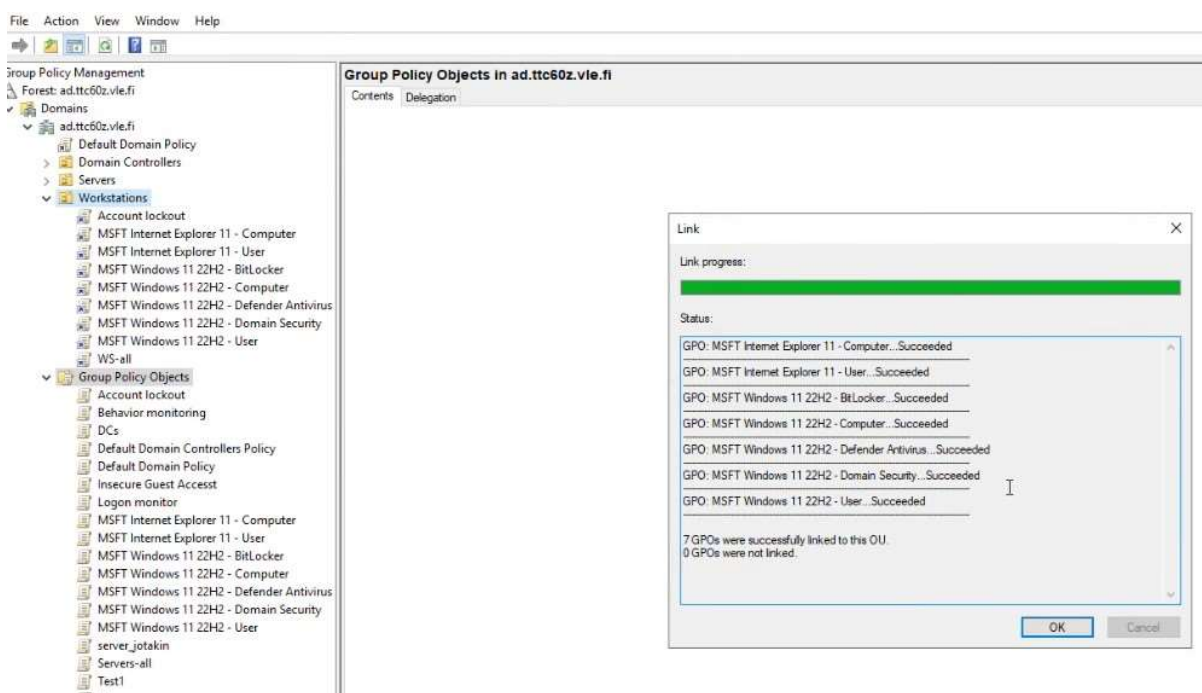 File Action View Window Help
Group Policy Management
Forest: ad.ttc60z.vle.fi
Domains
ad.ttc60z.vle.fi
Default Domain Policy
Domain Controllers
Servers
Workstations
Account lockout
MSFT Internet Explorer 11 - Computer
MSFT Internet Explorer 11 - User
MSFT Windows 11 22H2 - BitLocker
MSFT Windows 11 22H2 - Computer
MSFT Windows 11 22H2 - Defender Antivirus
MSFT Windows 11 22H2 - Domain Security
MSFT Windows 11 22H2 - User
WS-all
Group Policy Objects
Account lockout
Behavior monitoring
DCs
Default Domain Controllers Policy
Default Domain Policy
Insecure Guest Accesst
Logon monitor
MSFT Internet Explorer 11 - Computer
MSFT Internet Explorer 11 - User
MSFT Windows 11 22H2 - BitLocker
MSFT Windows 11 22H2 - Computer
MSFT Windows 11 22H2 - Defender Antivirus
MSFT Windows 11 22H2 - Domain Security
MSFT Windows 11 22H2 - User
server_jotakin
Servers-all
Test1
Group Policy Objects in ad.ttc60z.vle.fi
Contents Delegation
Link
Link progress:
Status:
GPO: MSFT Internet Explorer 11 - Computer...Succeeded
GPO: MSFT Internet Explorer 11 - User...Succeeded
GPO: MSFT Windows 11 22H2 - BitLocker...Succeeded
GPO: MSFT Windows 11 22H2 - Computer...Succeeded
GPO: MSFT Windows 11 22H2 - Defender Antivirus...Succeeded
GPO: MSFT Windows 11 22H2 - Domain Security...Succeeded
GPO: MSFT Windows 11 22H2 - User...Succeeded
7 GPOs were successfully linked to this OU.
0 GPOs were not linked.
OK Cancel